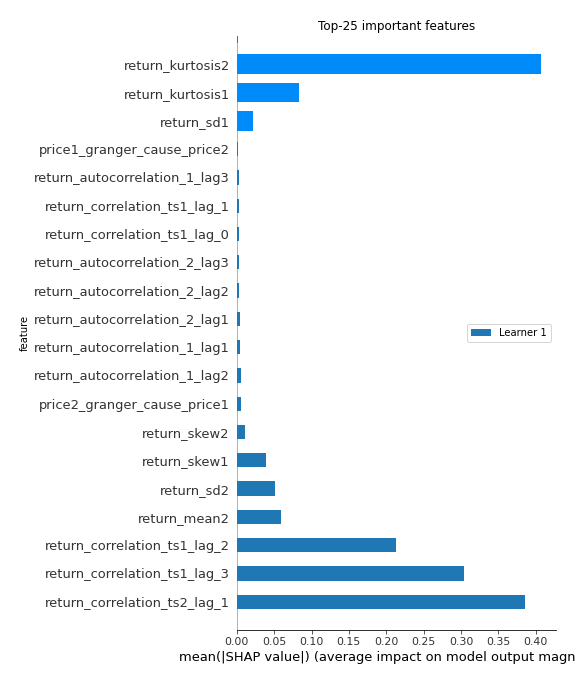 Top-25 important features
return_kurtosis2
return_kurtosis1
return_sd1
price1_granger_cause_price2
return_autocorrelation_1_lag3
return_correlation_ts1_lag_1
return_correlation_ts1_lag_0
return_autocorrelation_2_lag3
return_autocorrelation_2_lag2
return_autocorrelation_2_lag1
return_autocorrelation_1_lag1
return_autocorrelation_1_lag2
price2_granger_cause_price1
return_skew2
return_skew1
return_sd2
return_mean2
return_correlation_ts1_lag_2
return_correlation_ts1_lag_3
return_correlation_ts2_lag_1
feature
Learner 1
0.00 0.05 0.10 0.15 0.20 0.25 0.30 0.35 0.40
mean(|SHAP value|) (average impact on model output magn